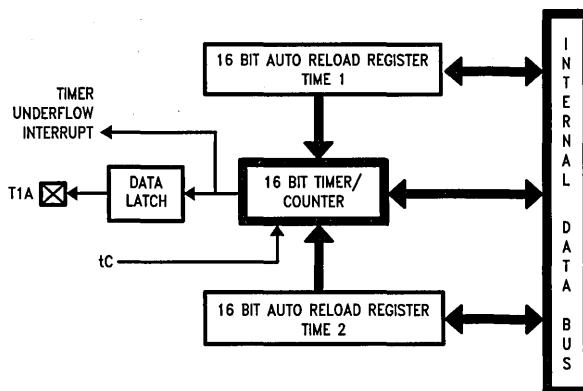 16 BIT AUTO RELOAD REGISTER
TIME 1
TIMER
UNDERFLOW
INTERRUPT
T1A
DATA
LATCH
16 BIT TIMER/
COUNTER
tC
16 BIT AUTO RELOAD REGISTER
TIME 2
INTERNAL DATA BUS